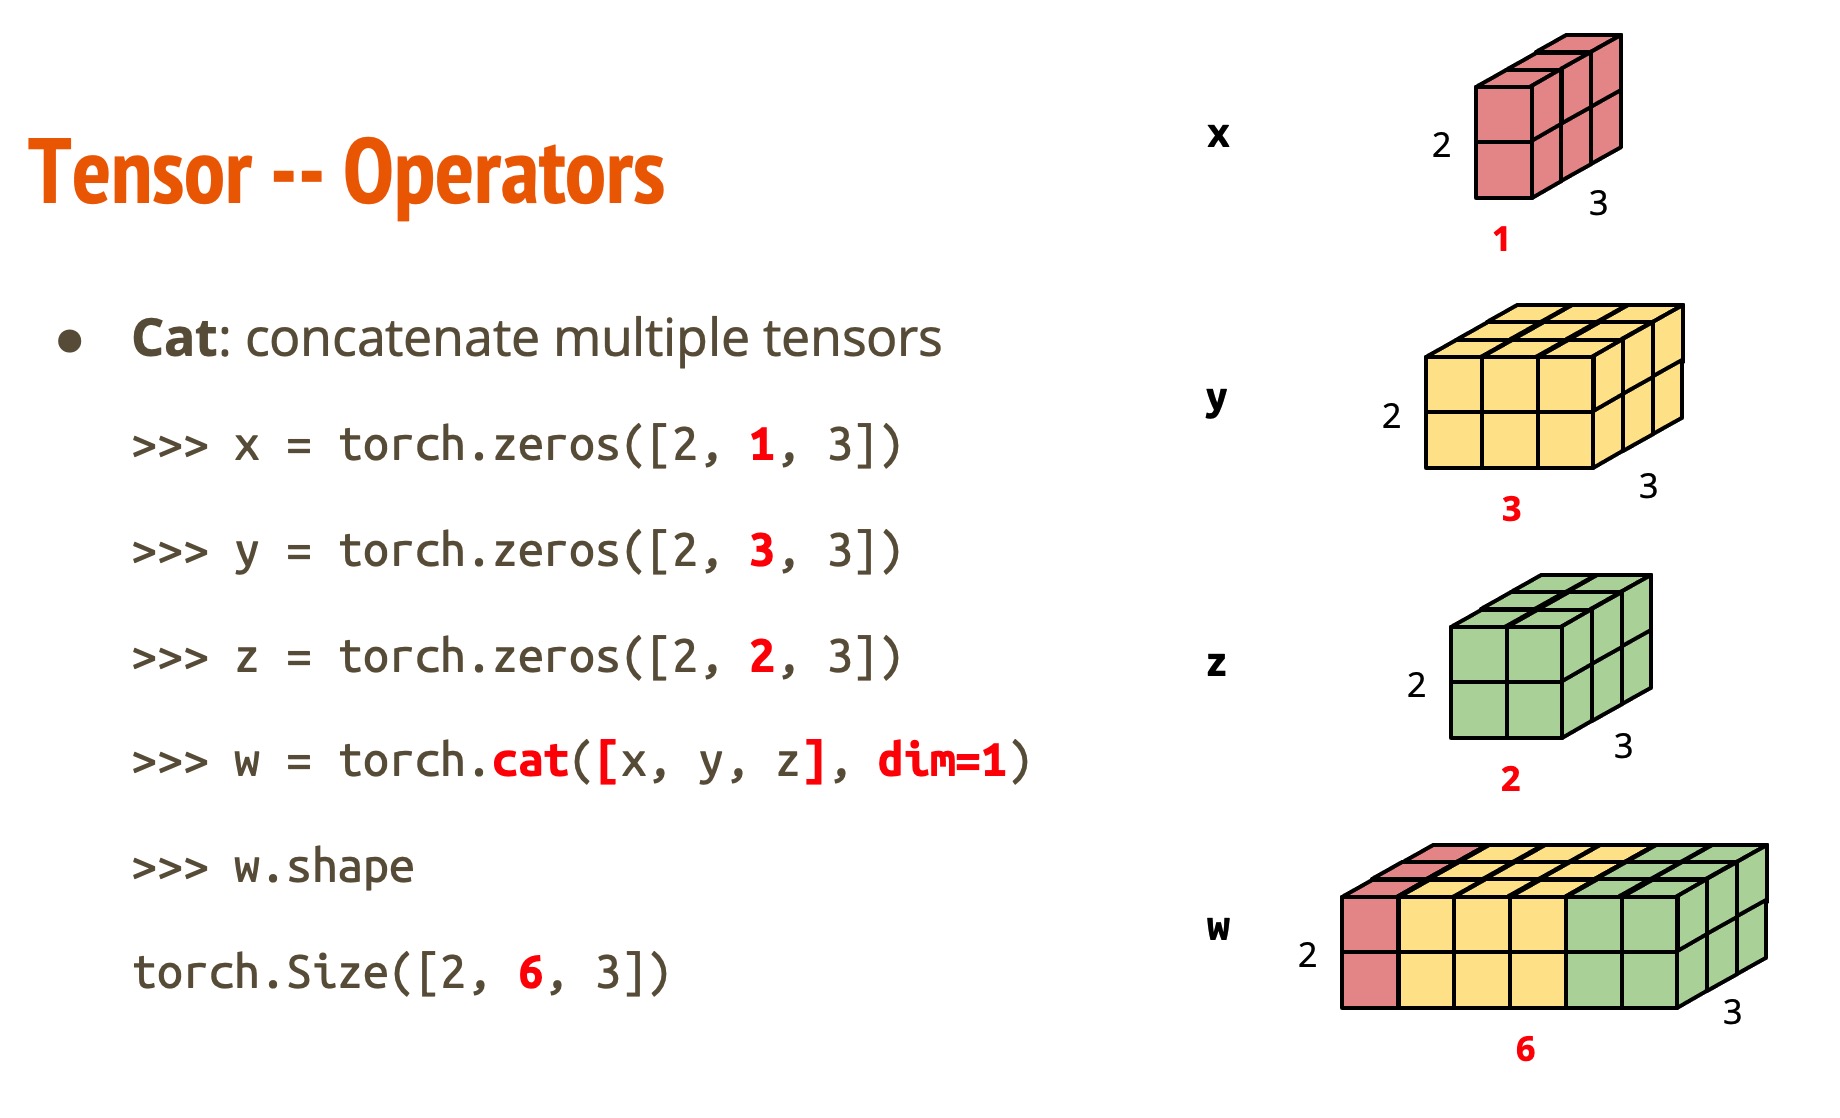 Tensor -- Operators
● Cat: concatenate multiple tensors
>>> x = torch.zeros([2, 1, 3])
>>> y = torch.zeros([2, 3, 3])
>>> z = torch.zeros([2, 2, 3])
>>> w = torch.cat([x, y, z], dim=1)
>>> w.shape
torch.Size([2, 6, 3])
x
2
3
1
y
2
3
3
z
2
3
2
w
2
3
6